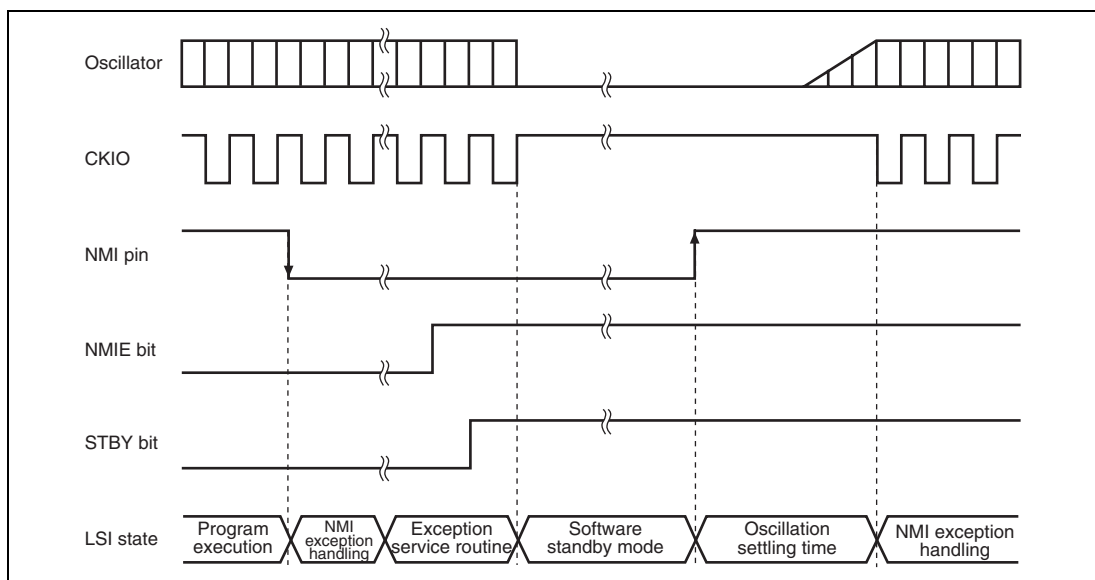 Oscillator
CKIO
NMI pin
NMIE bit
STBY bit
LSI state
Program
execution
NMI
exception
handling
Exception
service routine
Software
standby mode
Oscillation
settling time
NMI exception
handling